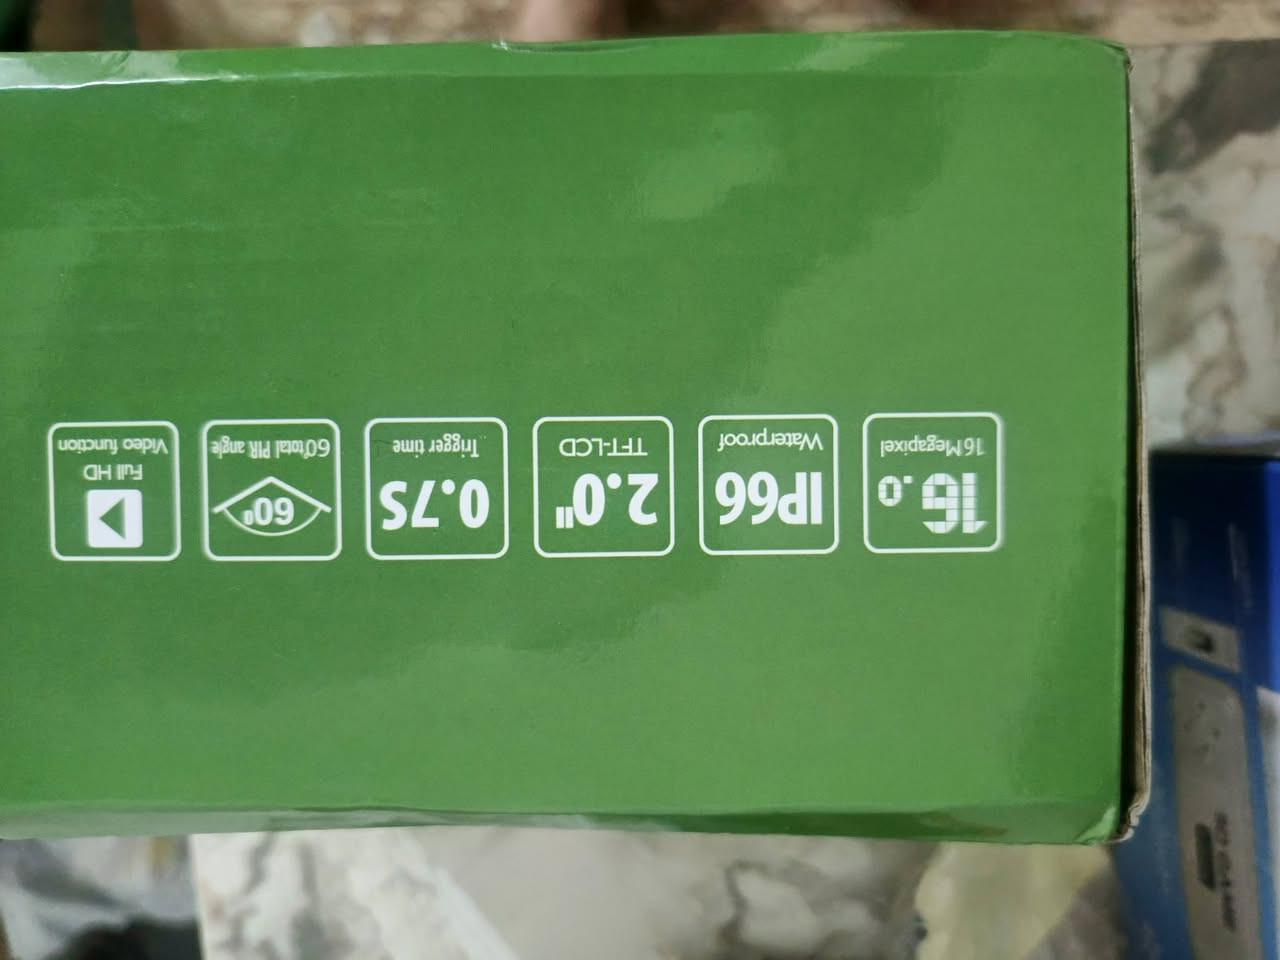 16.0
16 Megapixel
IP66
Waterproof
2.0"
TFT-LCD
0.7S
Trigger time
60°
60°total PIR angle
Full HD
Video function